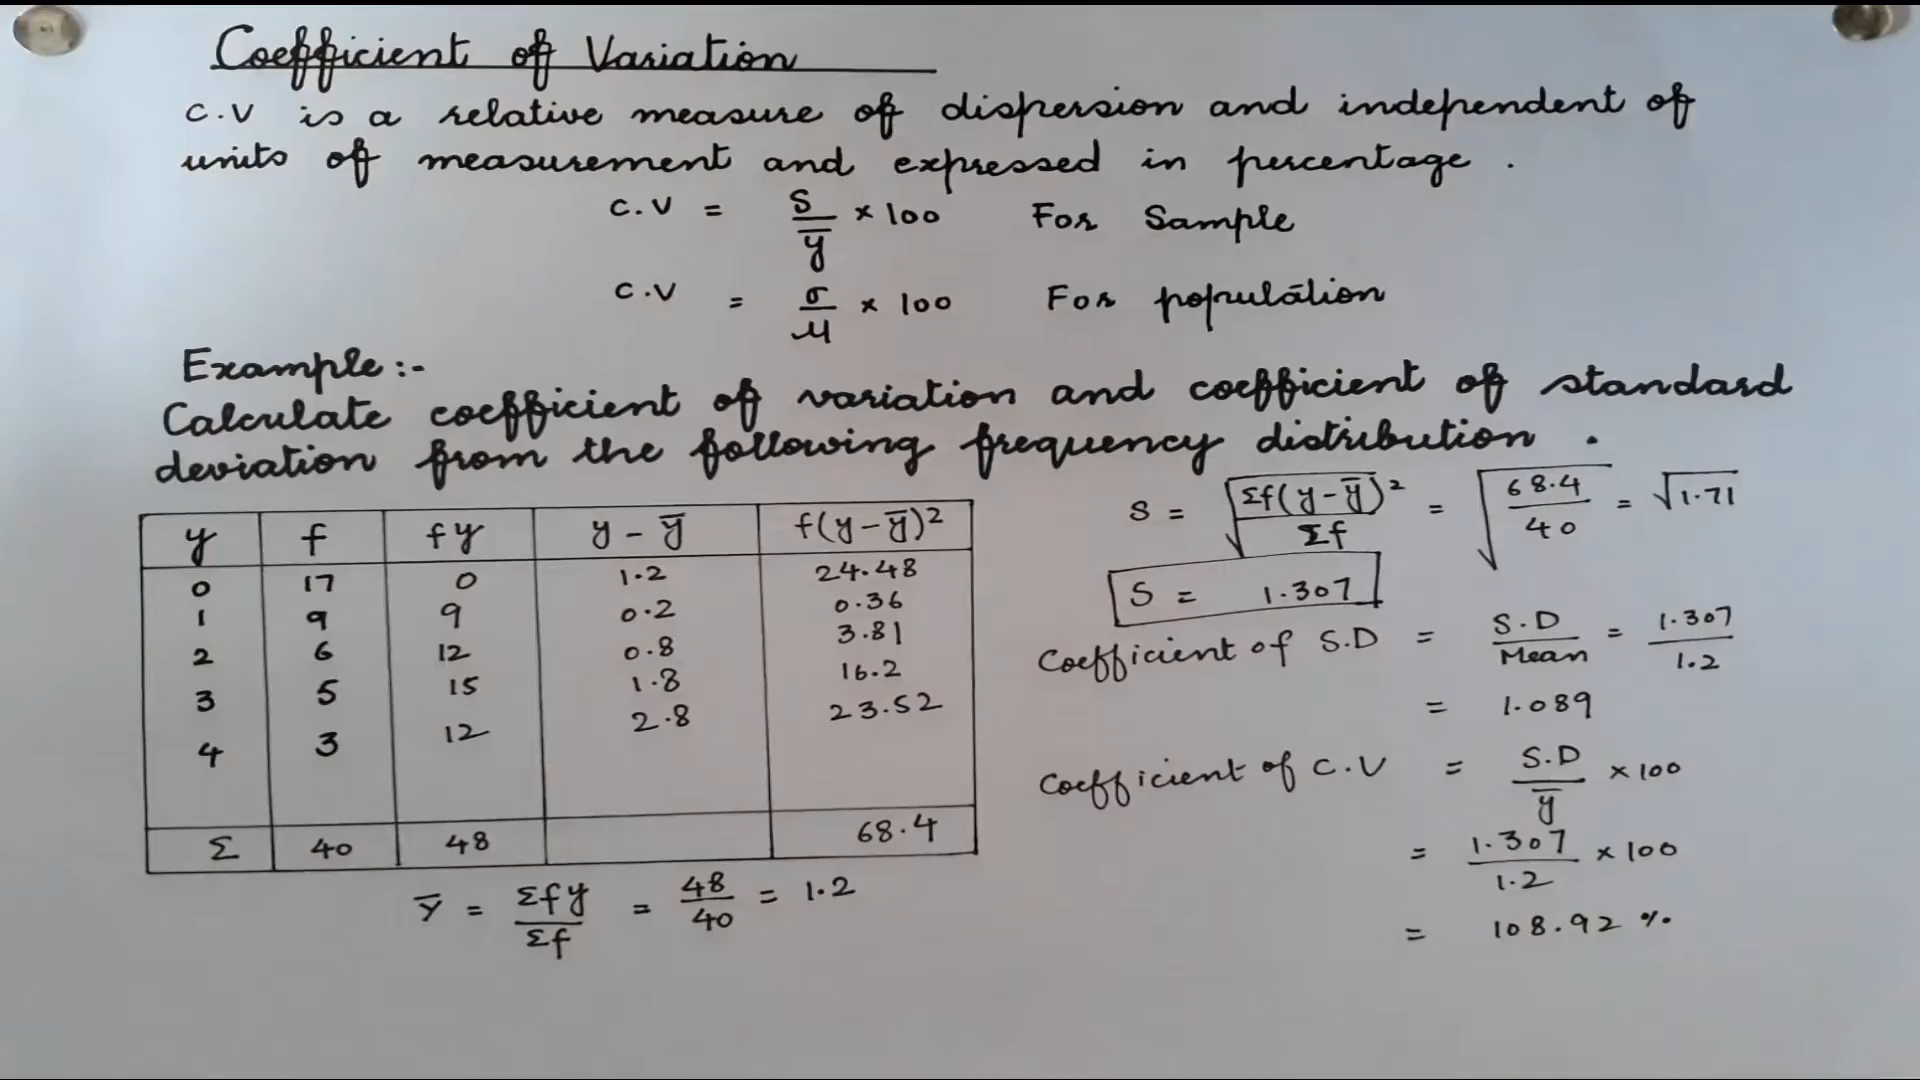 Coefficient of Variation
C.V is a relative measure of dispersion and independent of
units of measurement and expressed in percentage .
C.V = S/ȳ × 100 For Sample
C.V = σ/μ × 100 For population
Example:-
Calculate coefficient of variation and coefficient of standard
deviation from the following frequency distribution .
y f fy y - ȳ f(y-ȳ)²
0 17 0 1.2 24.48
1 9 9 0.2 0.36
2 6 12 0.8 3.81
3 5 15 1.8 16.2
4 3 12 2.8 23.52
Σ 40 48 68.4
ȳ = Σfy/Σf = 48/40 = 1.2
S = √(Σf(y-ȳ)²/Σf) = √(68.4/40) = √1.71
S = 1.307
Coefficient of S.D = S.D/Mean = 1.307/1.2
= 1.089
Coefficient of C.V = S.D/ȳ × 100
= 1.307/1.2 × 100
= 108.92 %